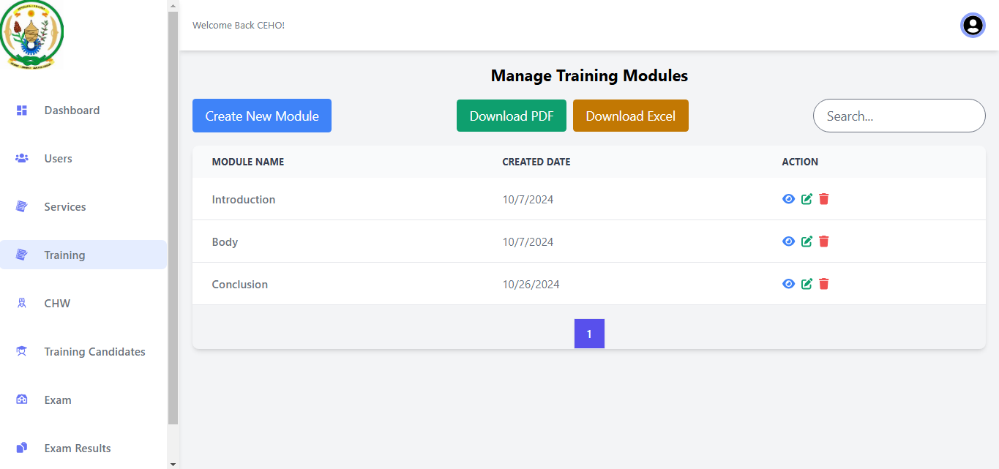 Welcome Back CEHO!
Dashboard
Users
Services
Training
CHW
Training Candidates
Exam
Exam Results
Manage Training Modules
Create New Module
Download PDF
Download Excel
Search...
MODULE NAME CREATED DATE ACTION
Introduction 10/7/2024
Body 10/7/2024
Conclusion 10/26/2024
1